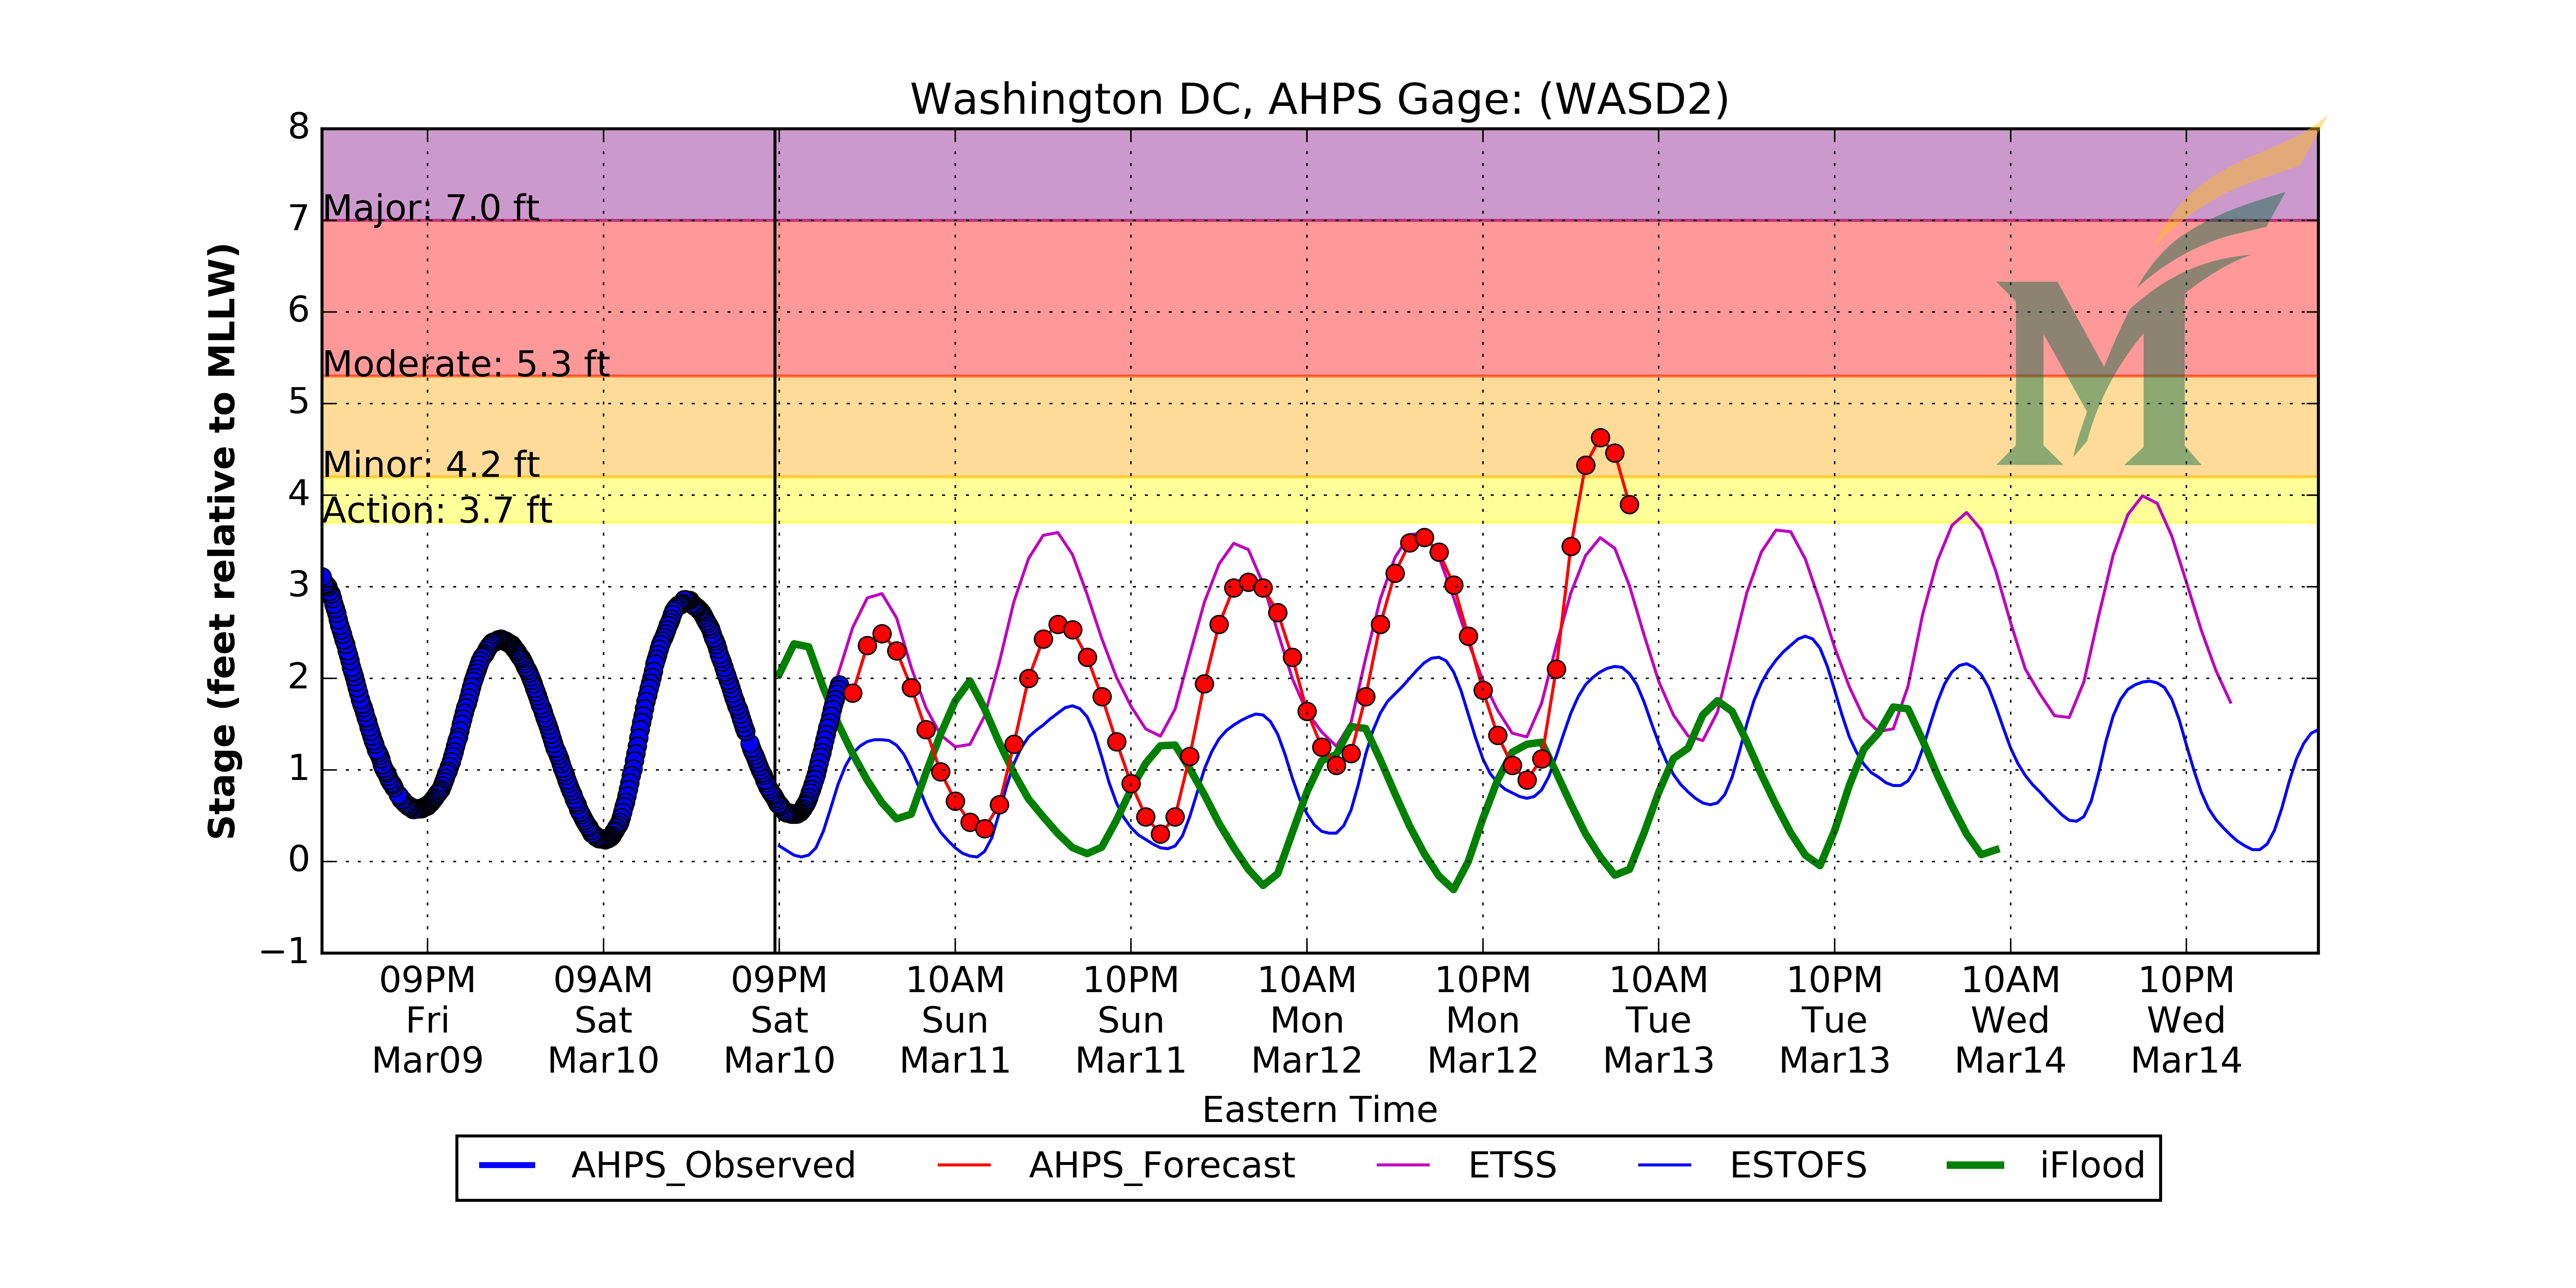 Washington DC, AHPS Gage: (WASD2)
Stage (feet relative to MLLW)
8
7
6
5
4
3
2
1
0
−1
Major: 7.0 ft
Moderate: 5.3 ft
Minor: 4.2 ft
Action: 3.7 ft
M
09PM 09AM 09PM 10AM 10PM 10AM 10PM 10AM 10PM 10AM 10PM
Fri Sat Sat Sun Sun Mon Mon Tue Tue Wed Wed
Mar09 Mar10 Mar10 Mar11 Mar11 Mar12 Mar12 Mar13 Mar13 Mar14 Mar14
Eastern Time
AHPS_Observed AHPS_Forecast ETSS ESTOFS iFlood